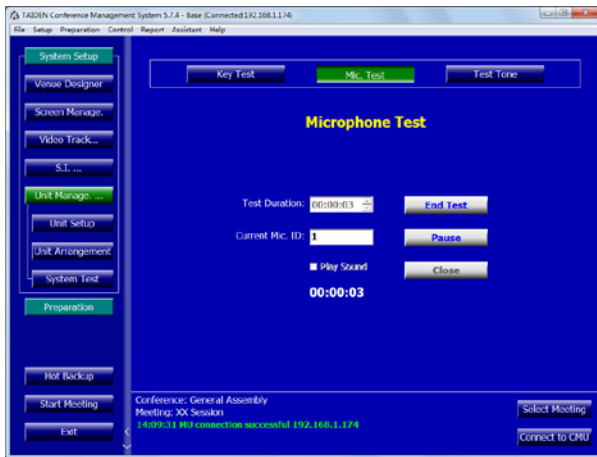 TAIDEN Conference Management System 5.7.4 - Base (Connected:192.168.1.174)
File Setup Preparation Control Report Assistant Help
System Setup
Venue Designer
Screen Manage.
Video Track...
S.I. ...
Unit Manage. ...
Unit Setup
Unit Arrangement
System Test
Preparation
Hot Backup
Start Meeting
Exit
Key Test Mic. Test Test Tone
Microphone Test
Test Duration: 00:00:03 End Test
Current Mic. ID: 1 Pause
Play Sound Close
00:00:03
Conference: General Assembly
Meeting: XX Session
14:09:31 MU connection successful 192.168.1.174
Select Meeting
Connect to CMU